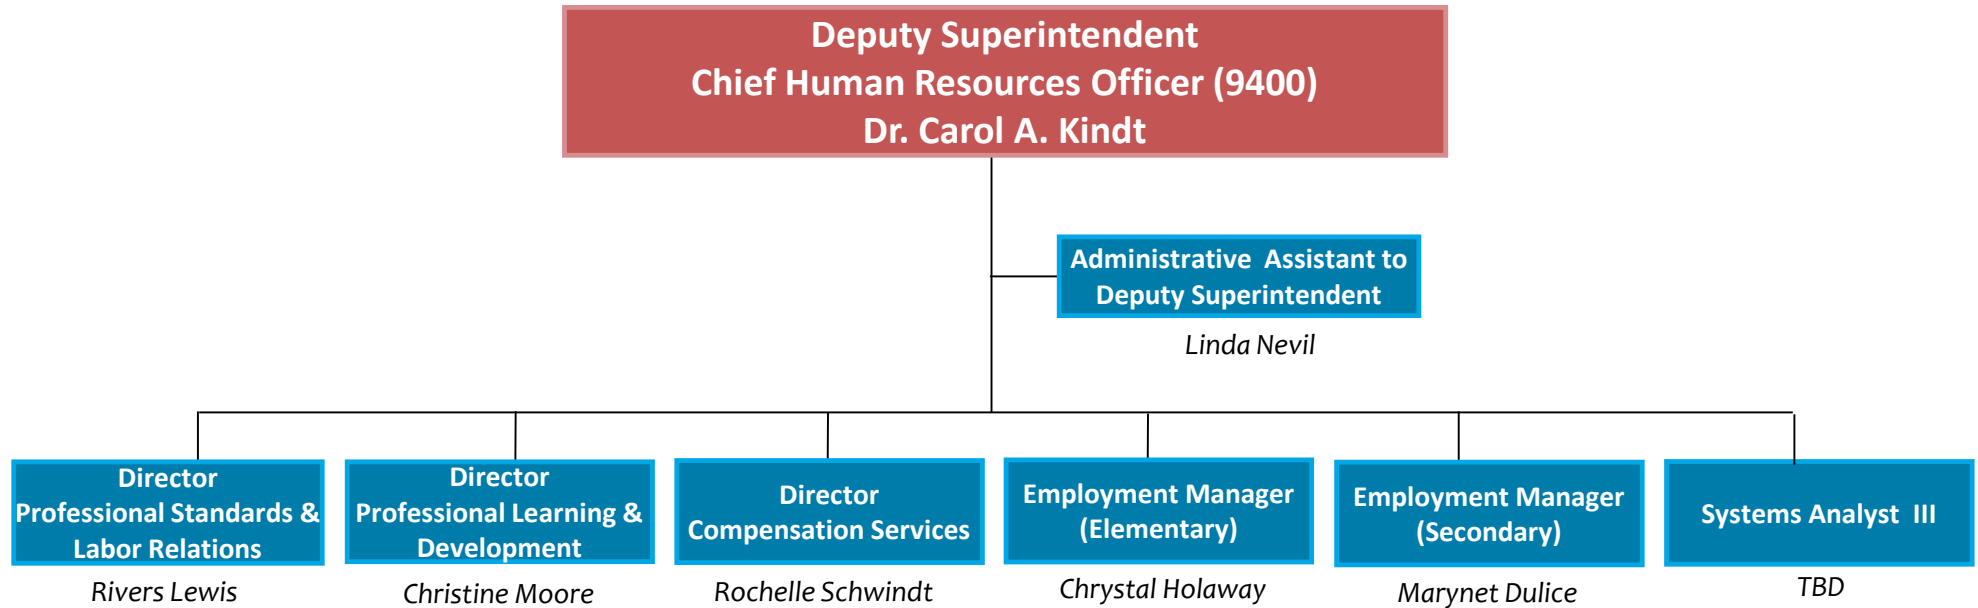 Deputy Superintendent
Chief Human Resources Officer (9400)
Dr. Carol A. Kindt
Administrative  Assistant to
Deputy Superintendent
Linda Nevil
Director
Professional Standards &
Labor Relations
Rivers Lewis
Director
Professional Learning &
Development
Christine Moore
Director
Compensation Services
Rochelle Schwindt
Employment Manager
(Elementary)
Chrystal Holaway
Employment Manager
(Secondary)
Marynet Dulice
Systems Analyst  III
TBD